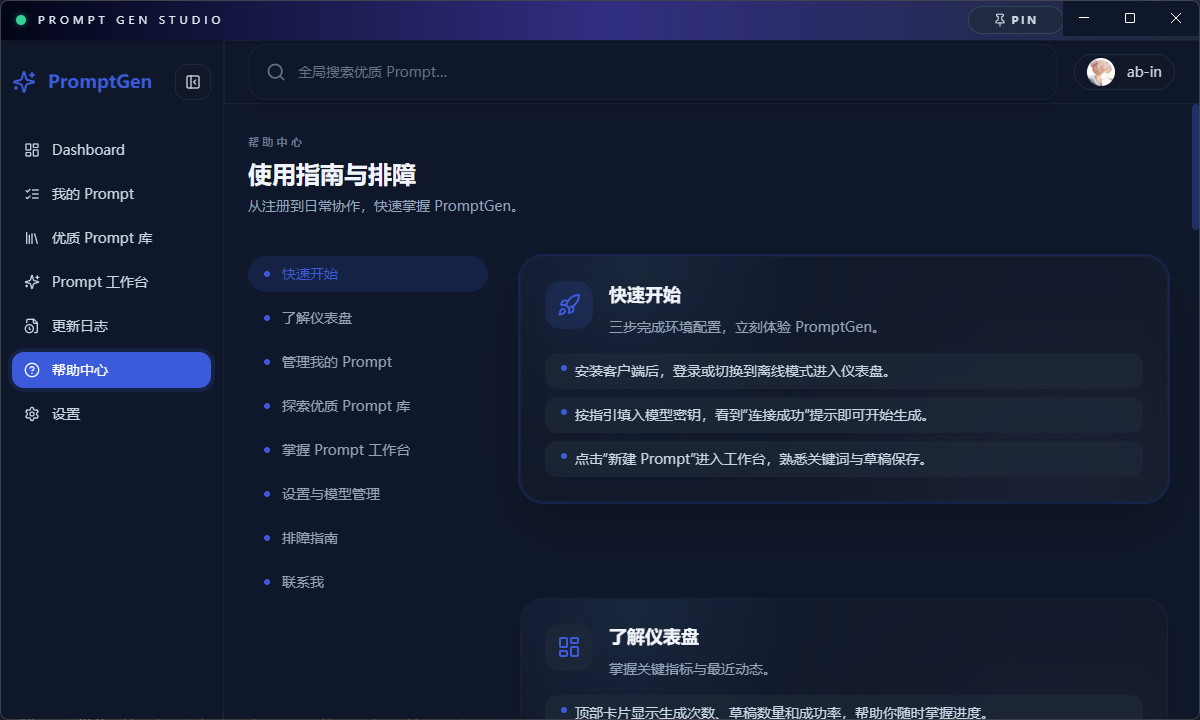 PROMPT GEN STUDIO
PIN
PromptGen
全局搜索优质 Prompt...
ab-in
Dashboard
我的 Prompt
优质 Prompt 库
Prompt 工作台
更新日志
帮助中心
设置
帮助中心
使用指南与排障
从注册到日常协作，快速掌握 PromptGen。
快速开始
了解仪表盘
管理我的 Prompt
探索优质 Prompt 库
掌握 Prompt 工作台
设置与模型管理
排障指南
联系我
快速开始
三步完成环境配置，立刻体验 PromptGen。
安装客户端后，登录或切换到离线模式进入仪表盘。
按指引填入模型密钥，看到“连接成功”提示即可开始生成。
点击“新建 Prompt”进入工作台，熟悉关键词与草稿保存。
了解仪表盘
掌握关键指标与最近动态。
顶部卡片显示生成次数、草稿数量和成功率，帮助你随时掌握进度。